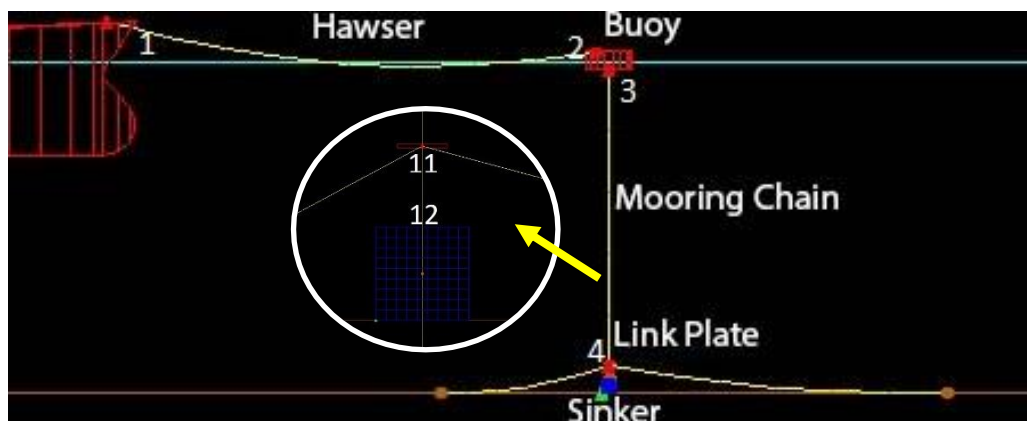 Hawser
Buoy
1
2
3
11
12
Mooring Chain
Link Plate
4
Sinker